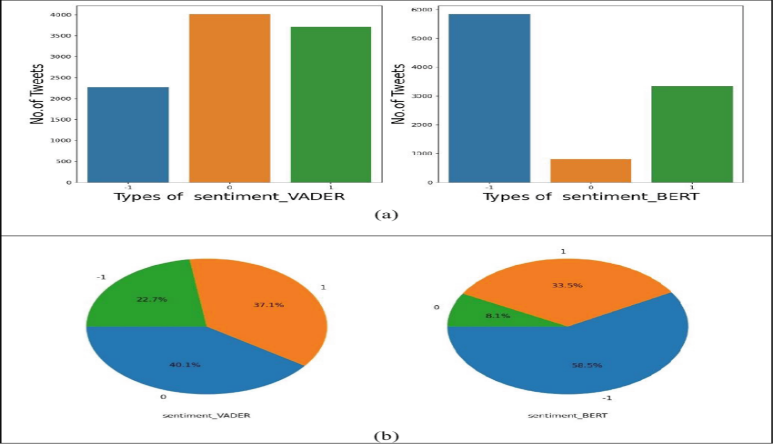 No.of Tweets
4000
3500
3000
2500
2000
1500
1000
500
0
-1 0 1
Types of sentiment_VADER
No.of Tweets
6000
5000
4000
3000
2000
1000
0
-1 0 1
Types of sentiment_BERT
(a)
-1
22.7%
1
37.1%
40.1%
0
sentiment_VADER
1
33.5%
0
8.1%
58.5%
-1
sentiment_BERT
(b)